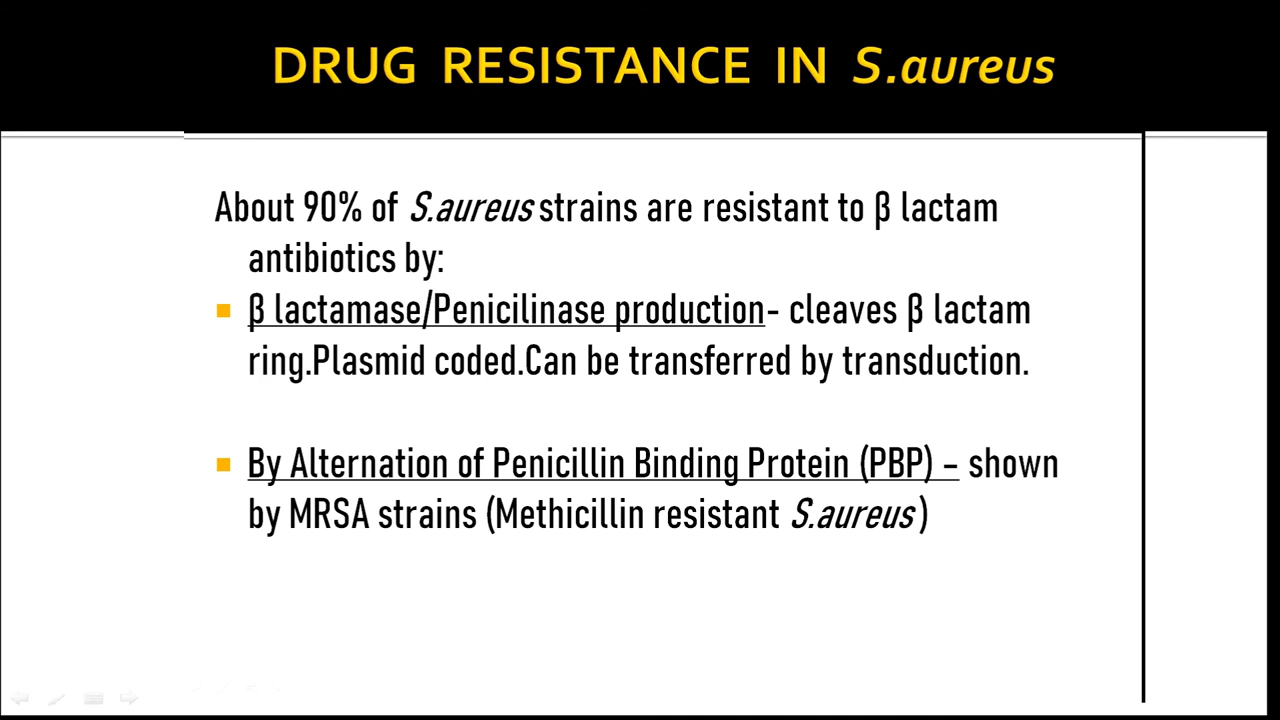 DRUG RESISTANCE IN S.aureus
About 90% of S.aureus strains are resistant to β lactam
antibiotics by:
β lactamase/Penicilinase production- cleaves β lactam
ring.Plasmid coded.Can be transferred by transduction.
By Alternation of Penicillin Binding Protein (PBP) – shown
by MRSA strains (Methicillin resistant S.aureus )